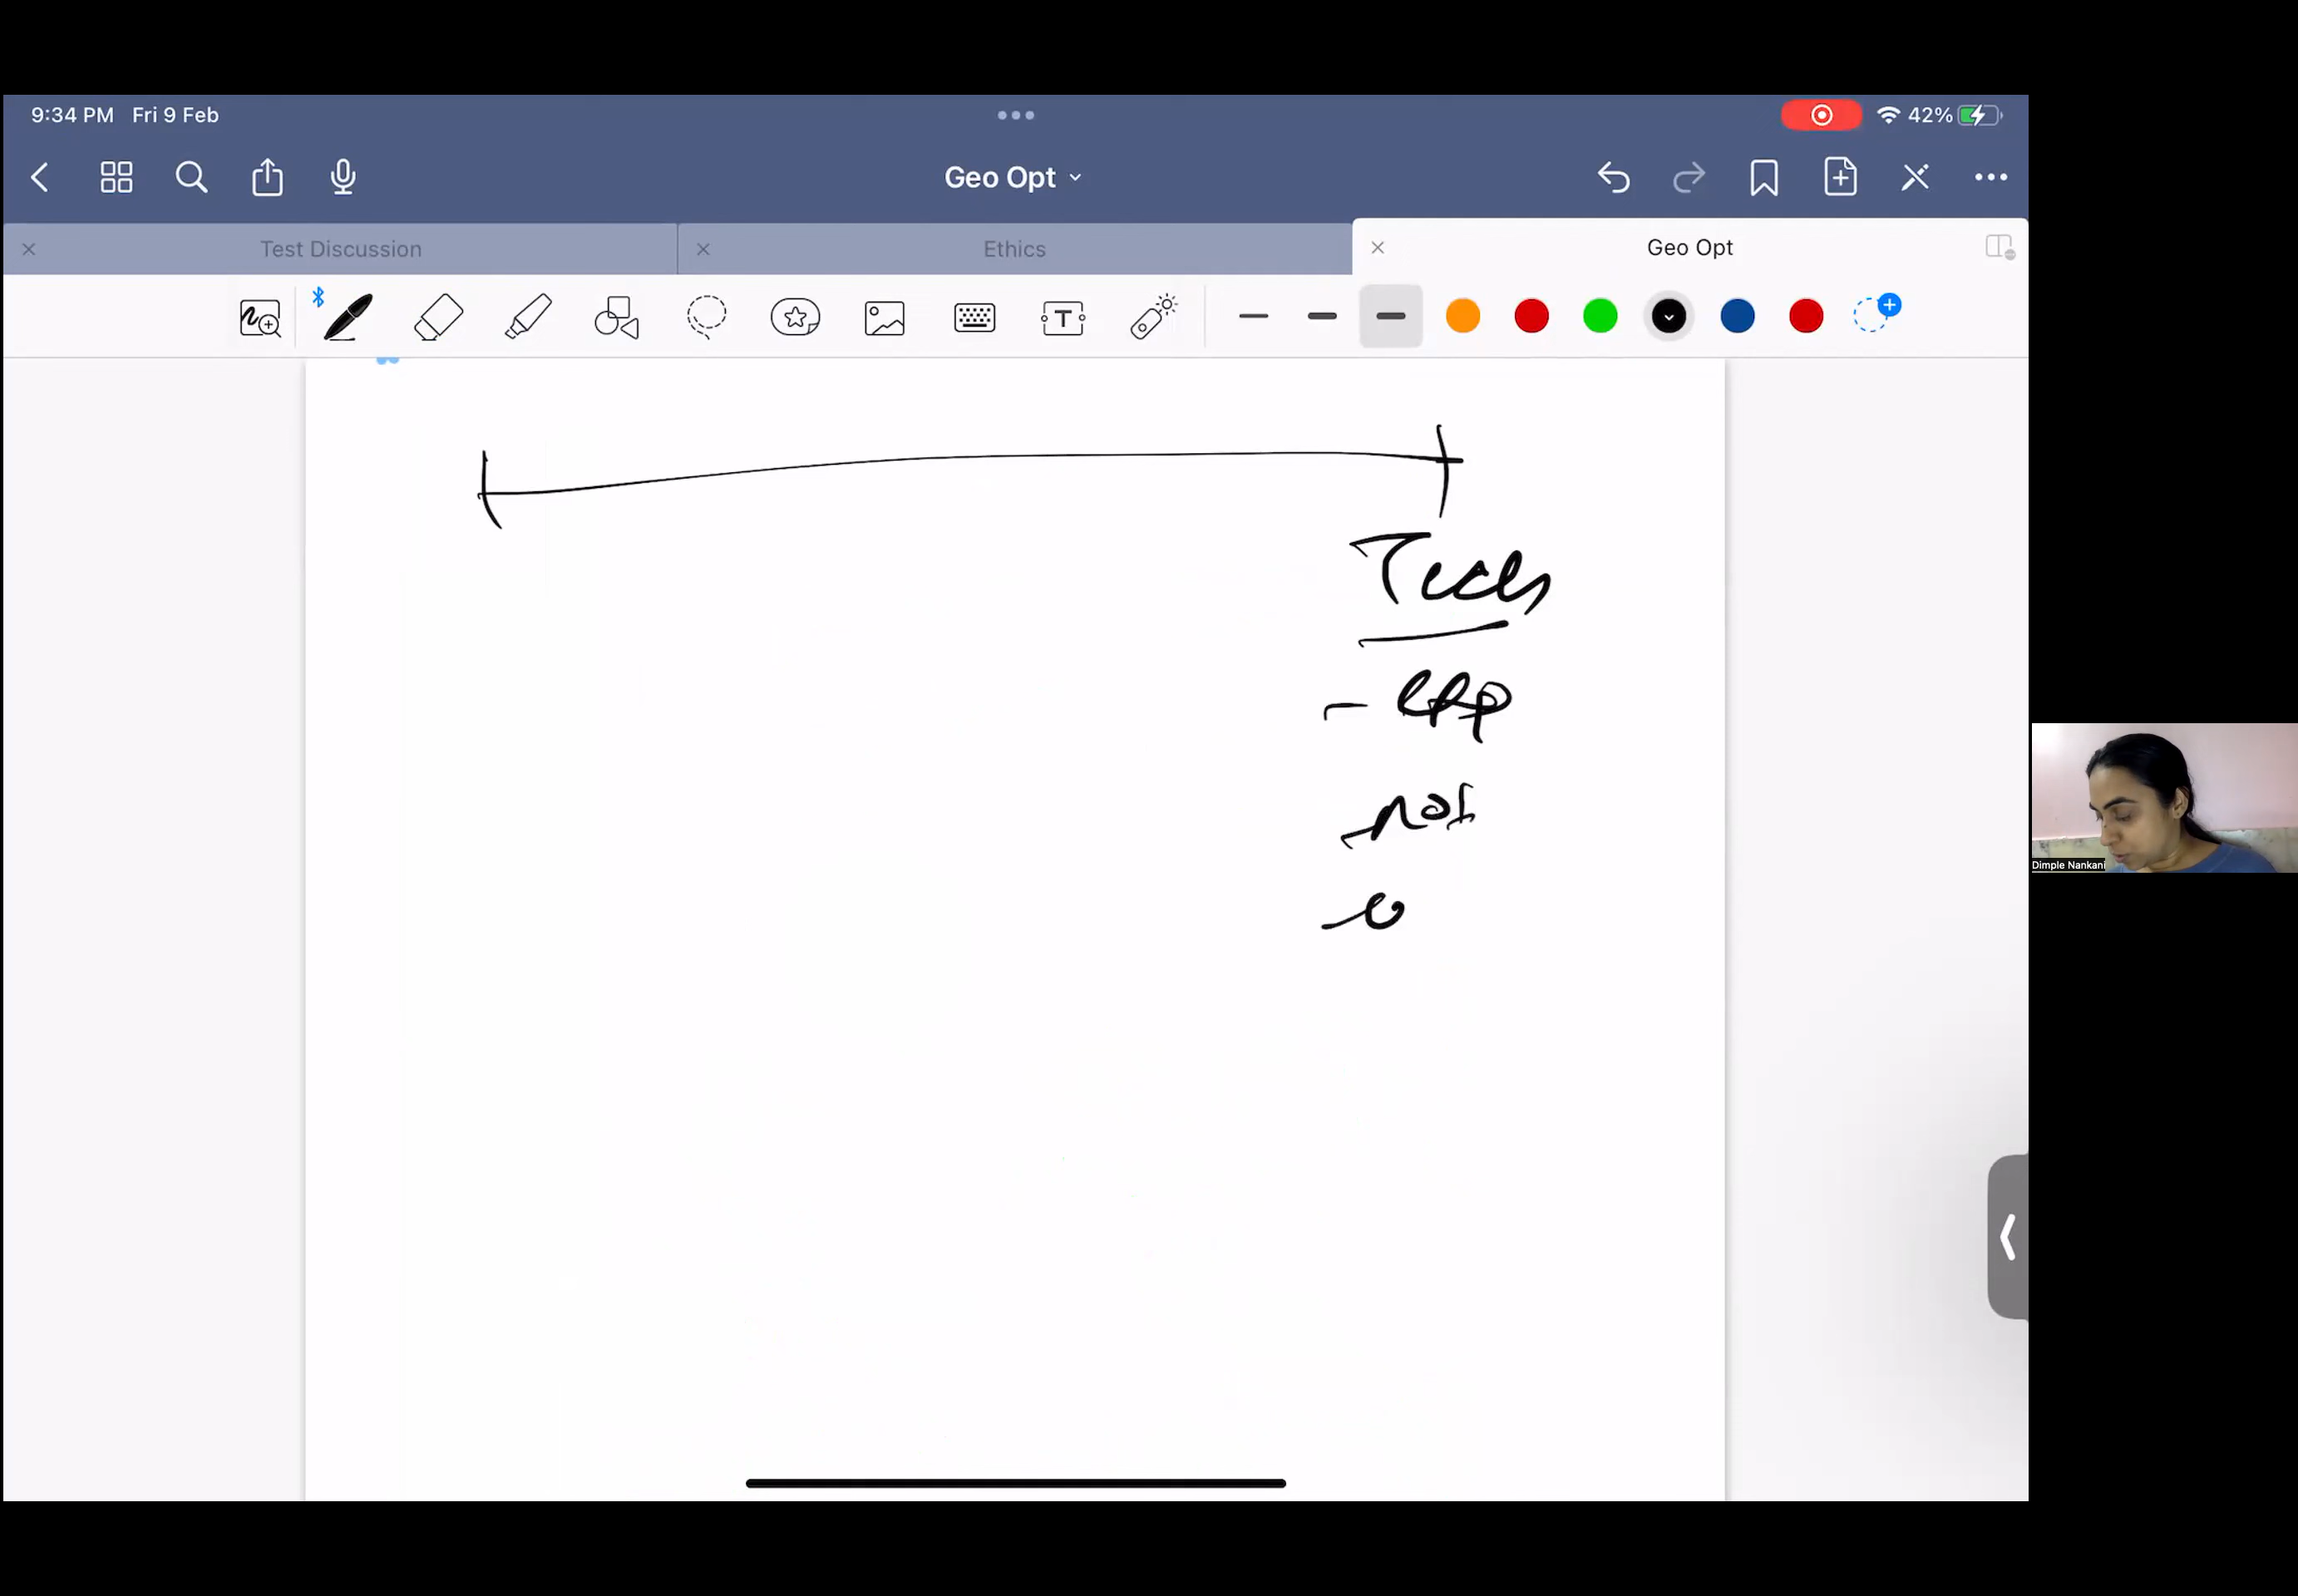 9:34 PM Fri 9 Feb
42%
Geo Opt
Test Discussion
Ethics
Geo Opt
T
Tech
Dimple Nankani